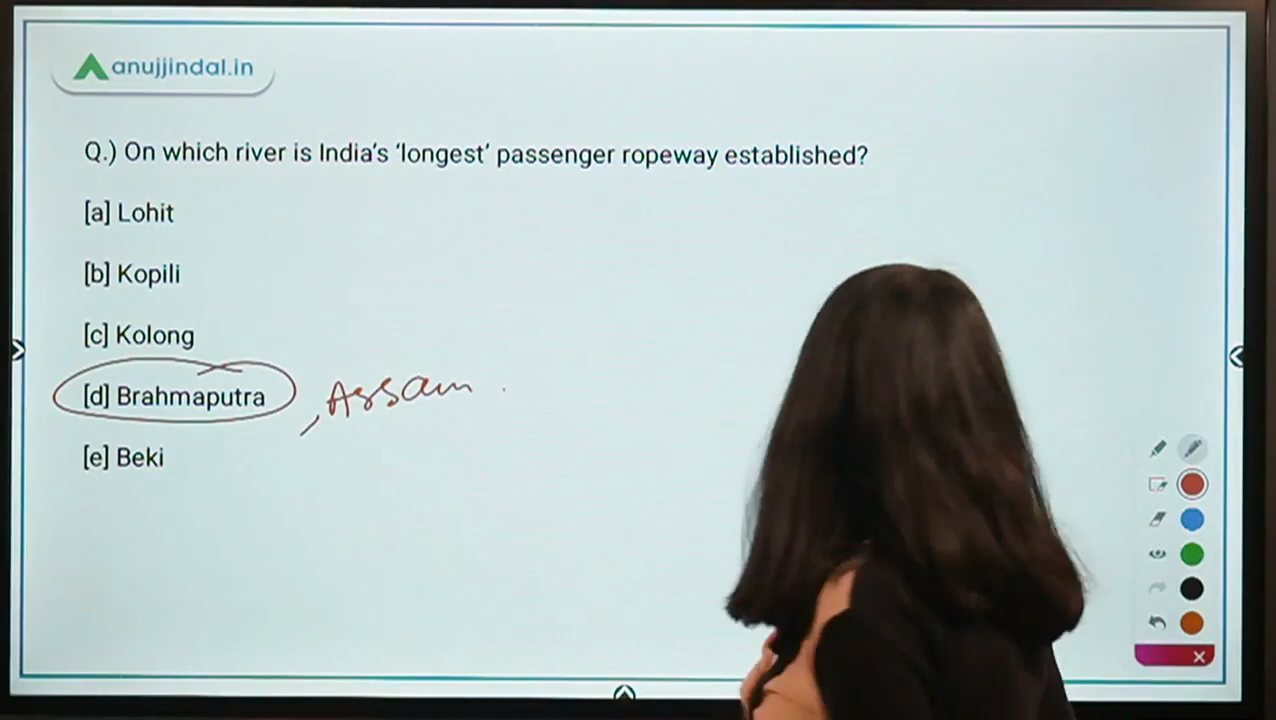 anujjindal.in
Q.) On which river is India's 'longest' passenger ropeway established?
[a] Lohit
[b] Kopili
[c] Kolong
[d] Brahmaputra , Assam
[e] Beki